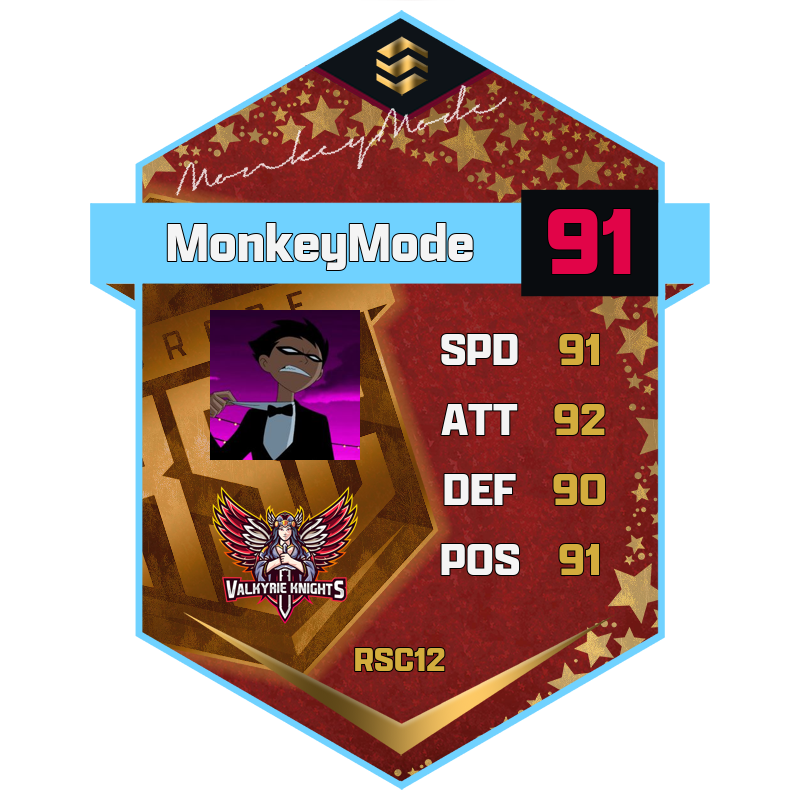 MonkeyMode
MonkeyMode 91
SPD 91
ATT 92
DEF 90
POS 91
VALKYRIE KNIGHTS
RSC12